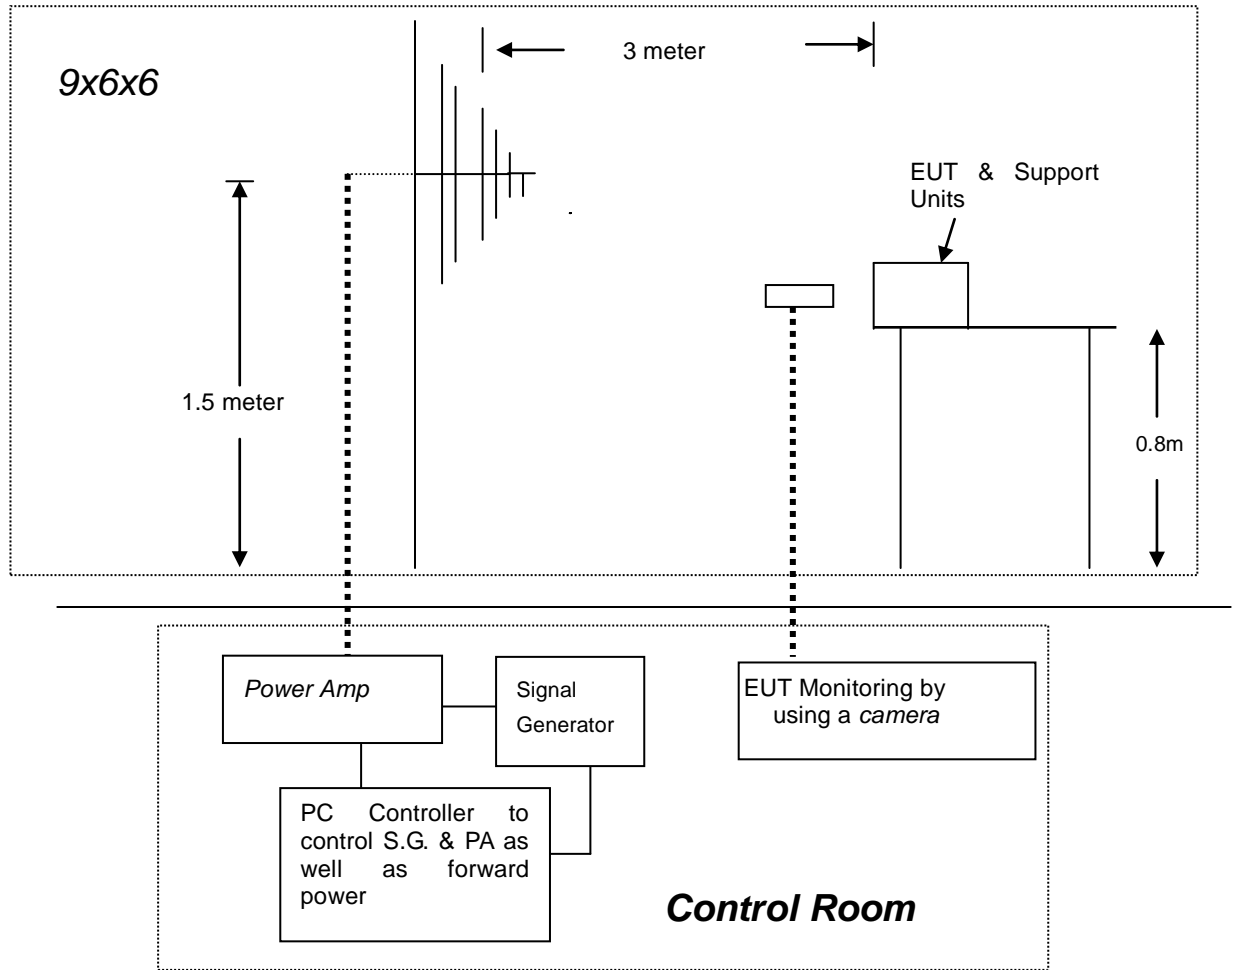 3 meter
9x6x6
EUT & Support
Units
1.5 meter
0.8m
Power Amp
Signal
Generator
EUT Monitoring by
using a camera
PC Controller to
control S.G. & PA as
well as forward
power
Control Room